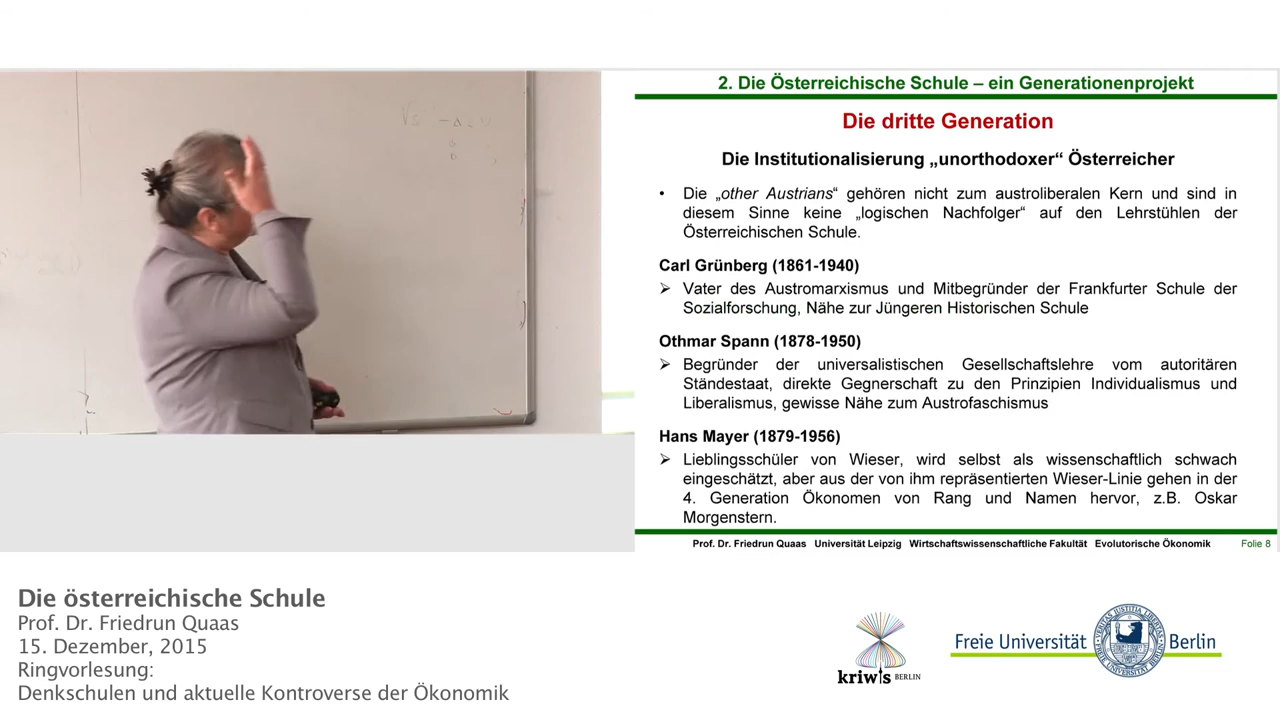 2. Die Österreichische Schule – ein Generationenprojekt
Die dritte Generation
Die Institutionalisierung „unorthodoxer“ Österreicher
• Die „other Austrians“ gehören nicht zum austroliberalen Kern und sind in
diesem Sinne keine „logischen Nachfolger“ auf den Lehrstühlen der
Österreichischen Schule.
Carl Grünberg (1861-1940)
➢ Vater des Austromarxismus und Mitbegründer der Frankfurter Schule der
Sozialforschung, Nähe zur Jüngeren Historischen Schule
Othmar Spann (1878-1950)
➢ Begründer der universalistischen Gesellschaftslehre vom autoritären
Ständestaat, direkte Gegnerschaft zu den Prinzipien Individualismus und
Liberalismus, gewisse Nähe zum Austrofaschismus
Hans Mayer (1879-1956)
➢ Lieblingsschüler von Wieser, wird selbst als wissenschaftlich schwach
eingeschätzt, aber aus der von ihm repräsentierten Wieser-Linie gehen in der
4. Generation Ökonomen von Rang und Namen hervor, z.B. Oskar
Morgenstern.
Prof. Dr. Friedrun Quaas Universität Leipzig Wirtschaftswissenschaftliche Fakultät Evolutorische Ökonomik Folie 8
Die österreichische Schule
Prof. Dr. Friedrun Quaas
15. Dezember, 2015
Ringvorlesung:
Denkschulen und aktuelle Kontroverse der Ökonomik
kriwis BERLIN
Freie Universität Berlin